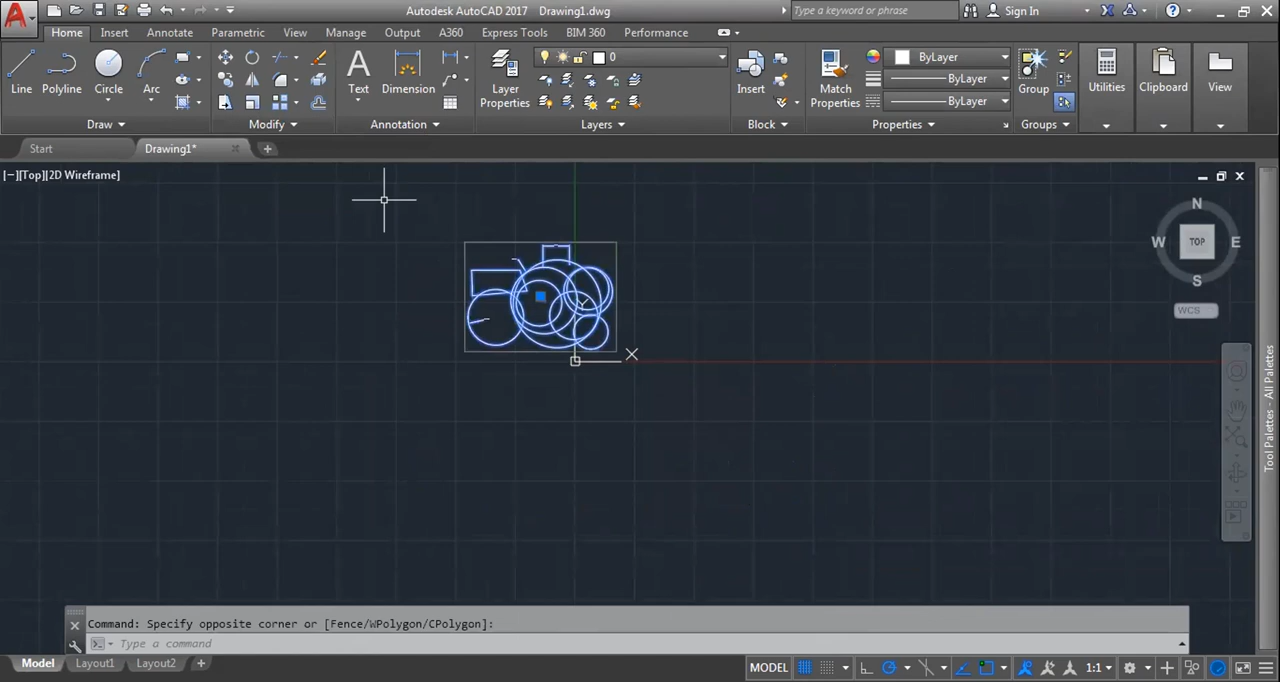 Autodesk AutoCAD 2017 Drawing1.dwg
Type a keyword or phrase
Sign In
Home Insert Annotate Parametric View Manage Output A360 Express Tools BIM 360 Performance
Line Polyline Circle Arc
Draw
Modify
Text Dimension
Annotation
Layer Properties
0
Layers
Insert
Block
Match Properties
ByLayer
ByLayer
ByLayer
Properties
Group
Groups
Utilities
Clipboard
View
Start Drawing1*
[−][Top][2D Wireframe]
N
W TOP E
S
WCS
Y
X
Tool Palettes - All Palettes
Command: Specify opposite corner or [Fence/WPolygon/CPolygon]:
Type a command
Model Layout1 Layout2
MODEL
1:1